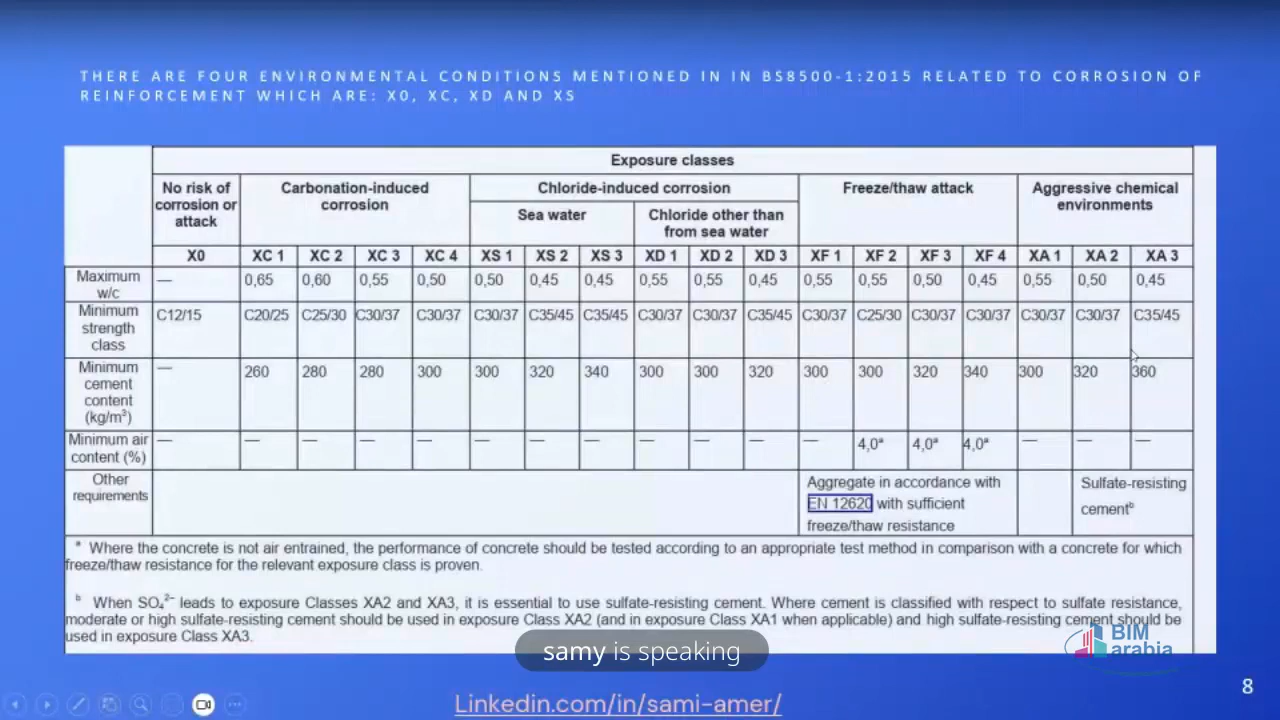 THERE ARE FOUR ENVIRONMENTAL CONDITIONS MENTIONED IN IN BS8500-1:2015 RELATED TO CORROSION OF
REINFORCEMENT WHICH ARE: X0, XC, XD AND XS
Exposure classes
No risk of corrosion or attack Carbonation-induced corrosion Chloride-induced corrosion Freeze/thaw attack Aggressive chemical environments
Sea water Chloride other than from sea water
X0 XC 1 XC 2 XC 3 XC 4 XS 1 XS 2 XS 3 XD 1 XD 2 XD 3 XF 1 XF 2 XF 3 XF 4 XA 1 XA 2 XA 3
Maximum w/c — 0,65 0,60 0,55 0,50 0,50 0,45 0,45 0,55 0,55 0,45 0,55 0,55 0,50 0,45 0,55 0,50 0,45
Minimum strength class C12/15 C20/25 C25/30 C30/37 C30/37 C30/37 C35/45 C35/45 C30/37 C30/37 C35/45 C30/37 C25/30 C30/37 C30/37 C30/37 C30/37 C35/45
Minimum cement content (kg/m³) — 260 280 280 300 300 320 340 300 300 320 300 300 320 340 300 320 360
Minimum air content (%) — — — — — — — — — — — — 4,0ª 4,0ª 4,0ª — — —
Other requirements Aggregate in accordance with EN 12620 with sufficient freeze/thaw resistance Sulfate-resisting cementᵇ
ª Where the concrete is not air entrained, the performance of concrete should be tested according to an appropriate test method in comparison with a concrete for which
freeze/thaw resistance for the relevant exposure class is proven.
ᵇ When SO₄²⁻ leads to exposure Classes XA2 and XA3, it is essential to use sulfate-resisting cement. Where cement is classified with respect to sulfate resistance,
moderate or high sulfate-resisting cement should be used in exposure Class XA2 (and in exposure Class XA1 when applicable) and high sulfate-resisting cement should be
used in exposure Class XA3.
BIM
arabia
samy is speaking
8
Linkedin.com/in/sami-amer/